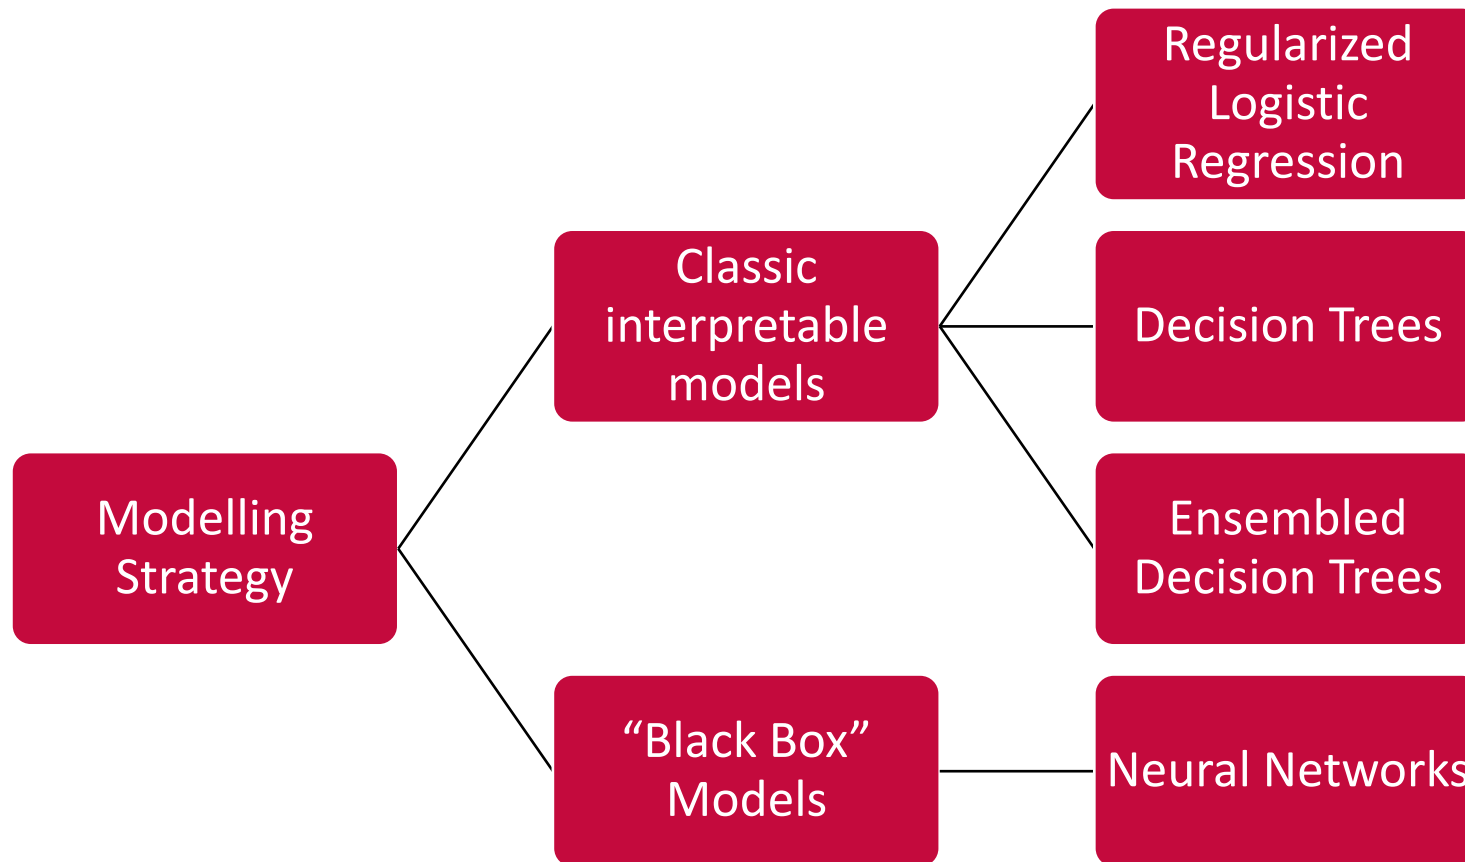 Regularized
Logistic
Regression
Classic
interpretable
models
Decision Trees
Modelling
Strategy
Ensembled
Decision Trees
“Black Box”
Models
Neural Networks